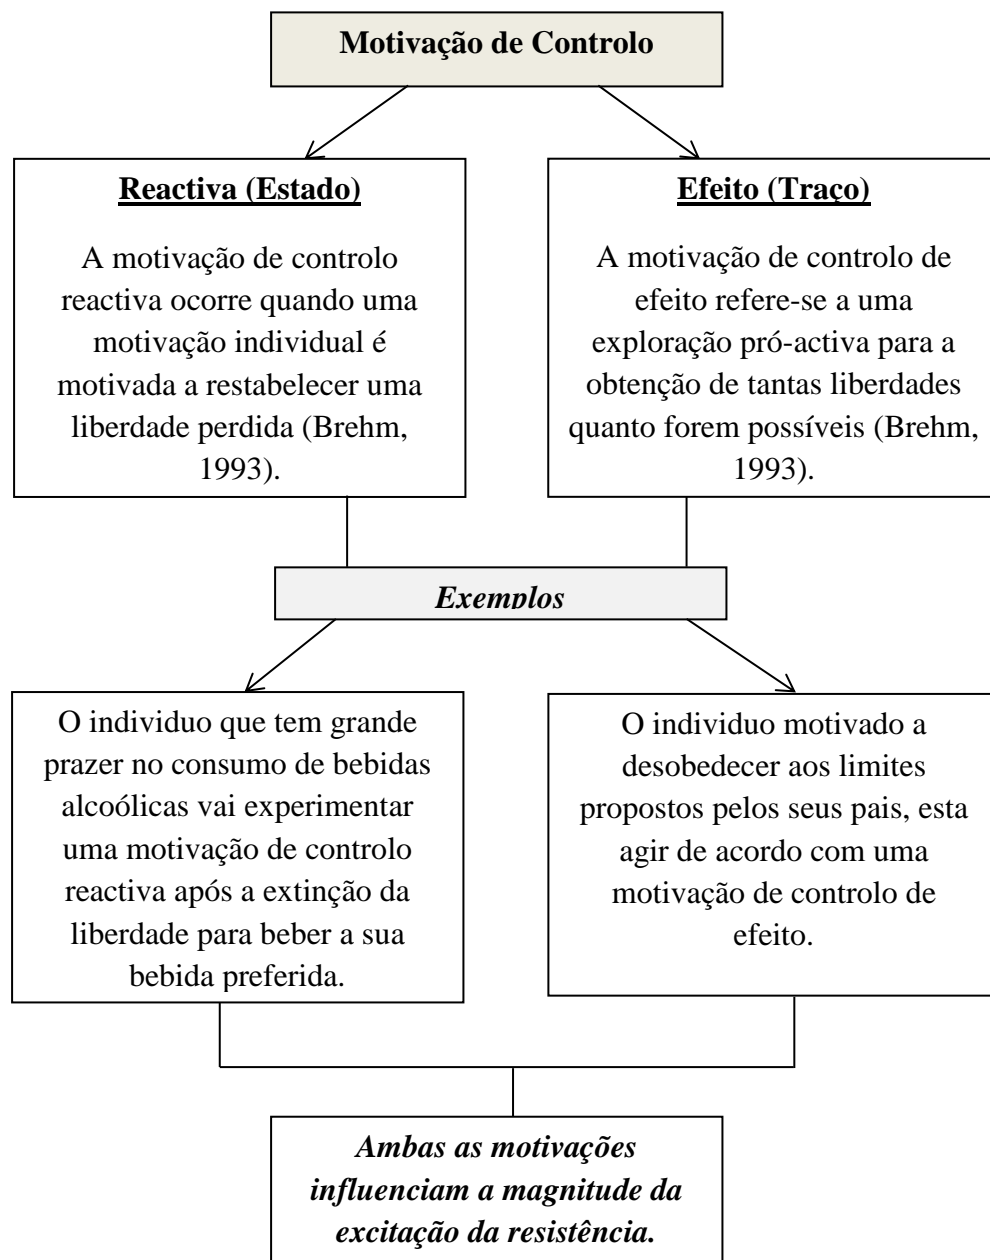 Motivação de Controlo
Reactiva (Estado)
A motivação de controlo
reactiva ocorre quando uma
motivação individual é
motivada a restabelecer uma
liberdade perdida (Brehm,
1993).
Efeito (Traço)
A motivação de controlo de
efeito refere-se a uma
exploração pró-activa para a
obtenção de tantas liberdades
quanto forem possíveis (Brehm,
1993).
Exemplos
O individuo que tem grande
prazer no consumo de bebidas
alcoólicas vai experimentar
uma motivação de controlo
reactiva após a extinção da
liberdade para beber a sua
bebida preferida.
O individuo motivado a
desobedecer aos limites
propostos pelos seus pais, esta
agir de acordo com uma
motivação de controlo de
efeito.
Ambas as motivações
influenciam a magnitude da
excitação da resistência.